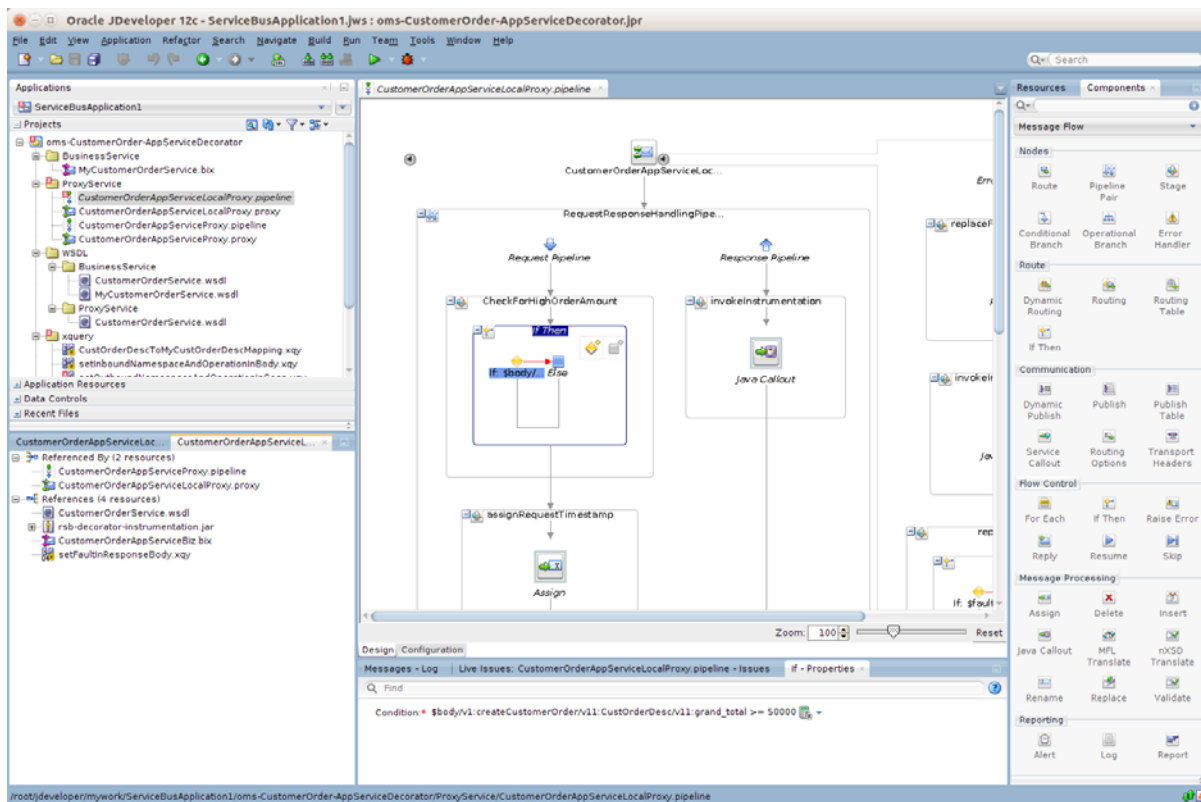 Oracle JDeveloper 12c - ServiceBusApplication1.jws : oms-CustomerOrder-AppServiceDecorator.jpr
File Edit View Application Refactor Search Navigate Build Run Team Tools Window Help
Search
Applications
ServiceBusApplication1
Projects
oms-CustomerOrder-AppServiceDecorator
BusinessService
MyCustomerOrderService.bix
ProxyService
CustomerOrderAppServiceLocalProxy.pipeline
CustomerOrderAppServiceLocalProxy.proxy
CustomerOrderAppServiceProxy.pipeline
CustomerOrderAppServiceProxy.proxy
WSDL
BusinessService
CustomerOrderService.wsdl
MyCustomerOrderService.wsdl
ProxyService
CustomerOrderService.wsdl
xquery
CustOrderDescToMyCustOrderDescMapping.xqy
setInboundNamespaceAndOperationInBody.xqy
Application Resources
Data Controls
Recent Files
CustomerOrderAppServiceLoc... CustomerOrderAppServiceL...
Referenced By (2 resources)
CustomerOrderAppServiceProxy.pipeline
CustomerOrderAppServiceLocalProxy.proxy
References (4 resources)
CustomerOrderService.wsdl
rsb-decorator-instrumentation.jar
CustomerOrderAppServiceBiz.bix
setFaultInResponseBody.xqy
CustomerOrderAppServiceLocalProxy.pipeline
CustomerOrderAppServiceLoc...
RequestResponseHandlingPipe...
Request Pipeline Response Pipeline
CheckForHighOrderAmount invokeInstrumentation
If Then
If: $body/... Else
Java Callout
assignRequestTimestamp
Assign
Erro
replaceF
invokeIn
Jav
rep
If: $fault
Zoom: 100 Reset
Design Configuration
Messages - Log Live Issues: CustomerOrderAppServiceLocalProxy.pipeline - Issues If - Properties
Find
Condition:* $body/v1:createCustomerOrder/v11:CustOrderDesc/v11:grand_total >= 50000
Resources Components
Message Flow
Nodes
Route Pipeline Pair Stage
Conditional Branch Operational Branch Error Handler
Route
Dynamic Routing Routing Routing Table
If Then
Communication
Dynamic Publish Publish Publish Table
Service Callout Routing Options Transport Headers
Flow Control
For Each If Then Raise Error
Reply Resume Skip
Message Processing
Assign Delete Insert
Java Callout MFL Translate nXSD Translate
Rename Replace Validate
Reporting
Alert Log Report
/root/jdeveloper/mywork/ServiceBusApplication1/oms-CustomerOrder-AppServiceDecorator/ProxyService/CustomerOrderAppServiceLocalProxy.pipeline